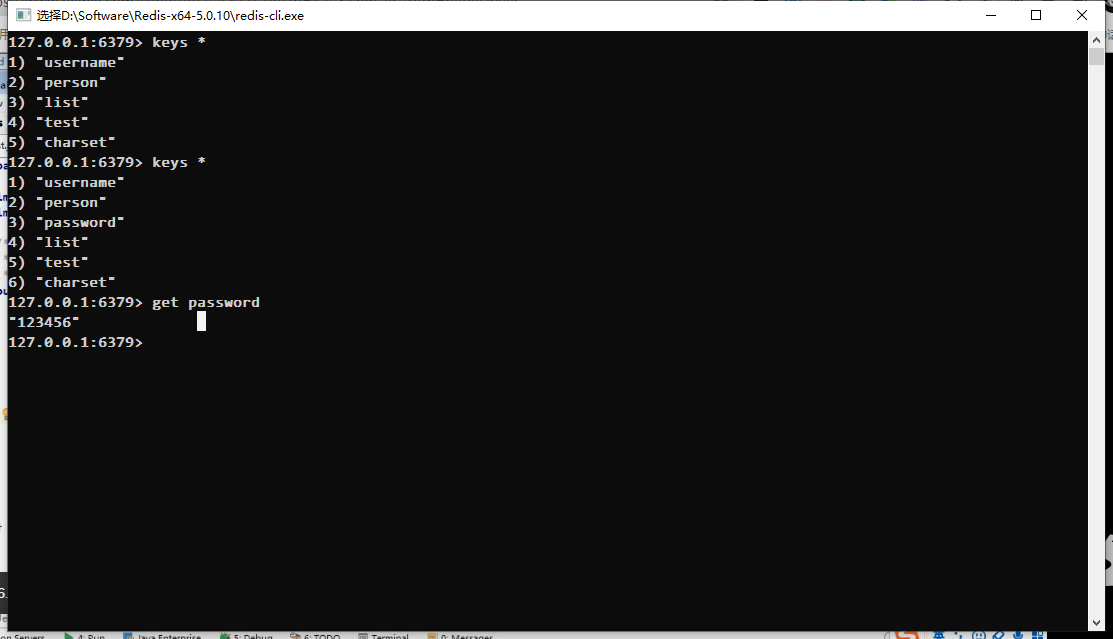 选择D:\Software\Redis-x64-5.0.10\redis-cli.exe
127.0.0.1:6379> keys *
1) "username"
2) "person"
3) "list"
4) "test"
5) "charset"
127.0.0.1:6379> keys *
1) "username"
2) "person"
3) "password"
4) "list"
5) "test"
6) "charset"
127.0.0.1:6379> get password
"123456"
127.0.0.1:6379>
on Servers 4: Run Java Enterprise 5: Debug 6: TODO Terminal 0: Messages